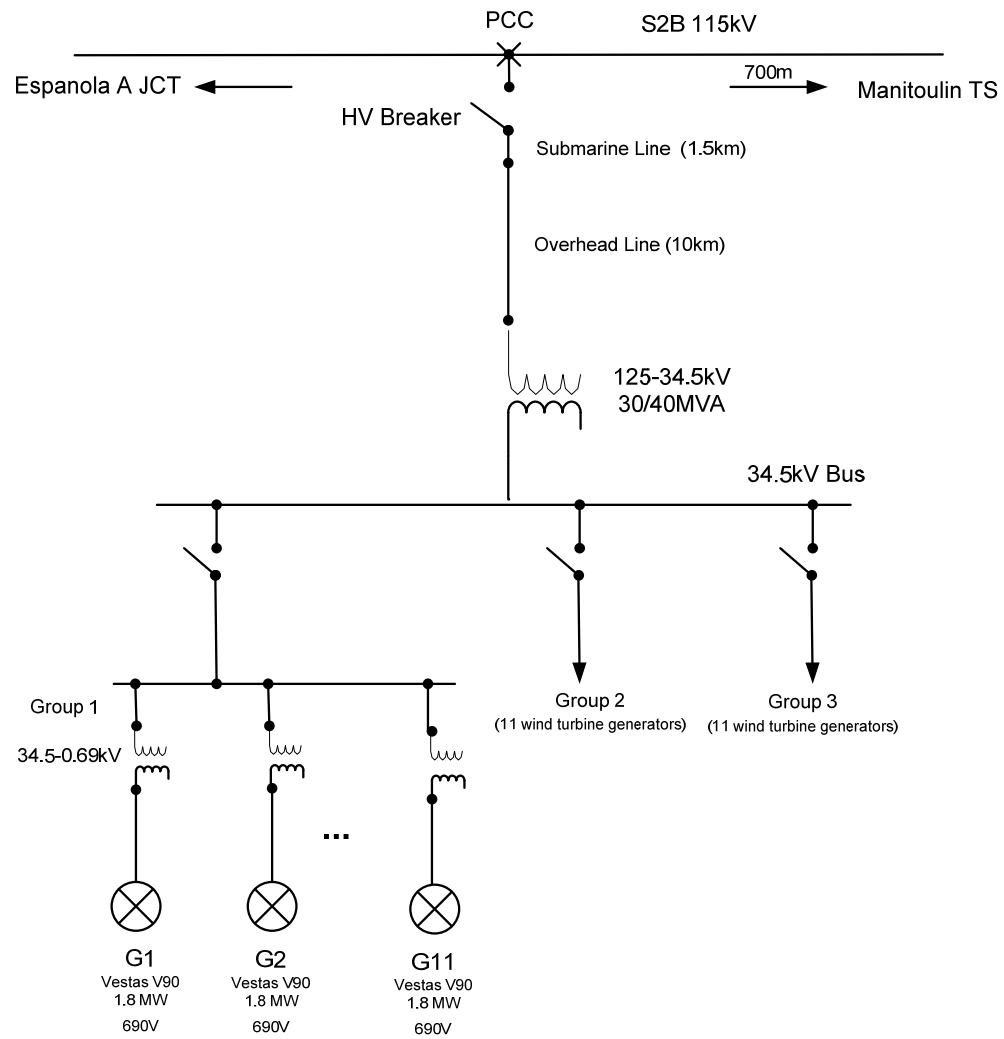 PCC
S2B 115kV
Espanola A JCT
700m
Manitoulin TS
HV Breaker
Submarine Line (1.5km)
Overhead Line (10km)
125-34.5kV
30/40MVA
34.5kV Bus
Group 1
Group 2
(11 wind turbine generators)
Group 3
(11 wind turbine generators)
34.5-0.69kV
...
G1
Vestas V90
1.8 MW
690V
G2
Vestas V90
1.8 MW
690V
G11
Vestas V90
1.8 MW
690V